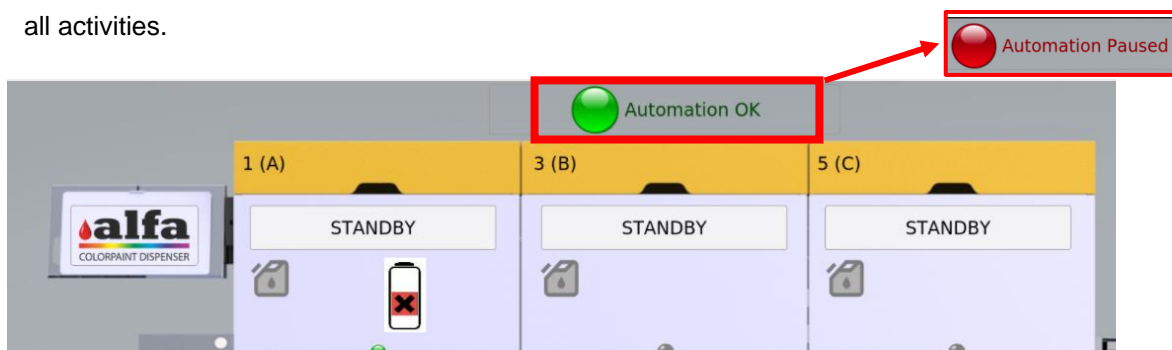 all activities.
Automation Paused
Automation OK
1 (A)
3 (B)
5 (C)
alfa
COLORPAINT DISPENSER
STANDBY
STANDBY
STANDBY